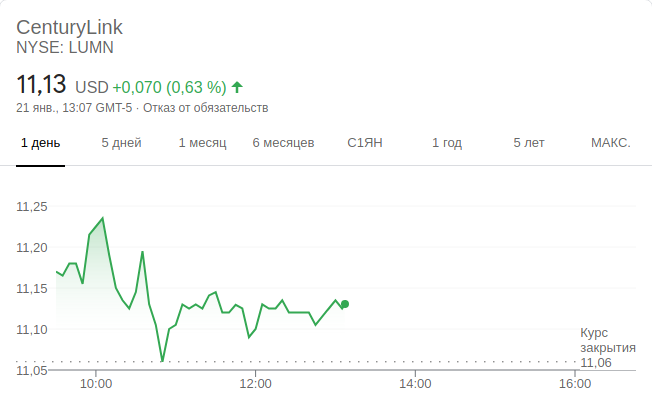 CenturyLink
NYSE: LUMN
11,13 USD +0,070 (0,63 %)
21 янв., 13:07 GMT-5 · Отказ от обязательств
1 день 5 дней 1 месяц 6 месяцев С1ЯН 1 год 5 лет МАКС.
11,25
11,20
11,15
11,10
11,05
Курс
закрытия
11,06
10:00 12:00 14:00 16:00